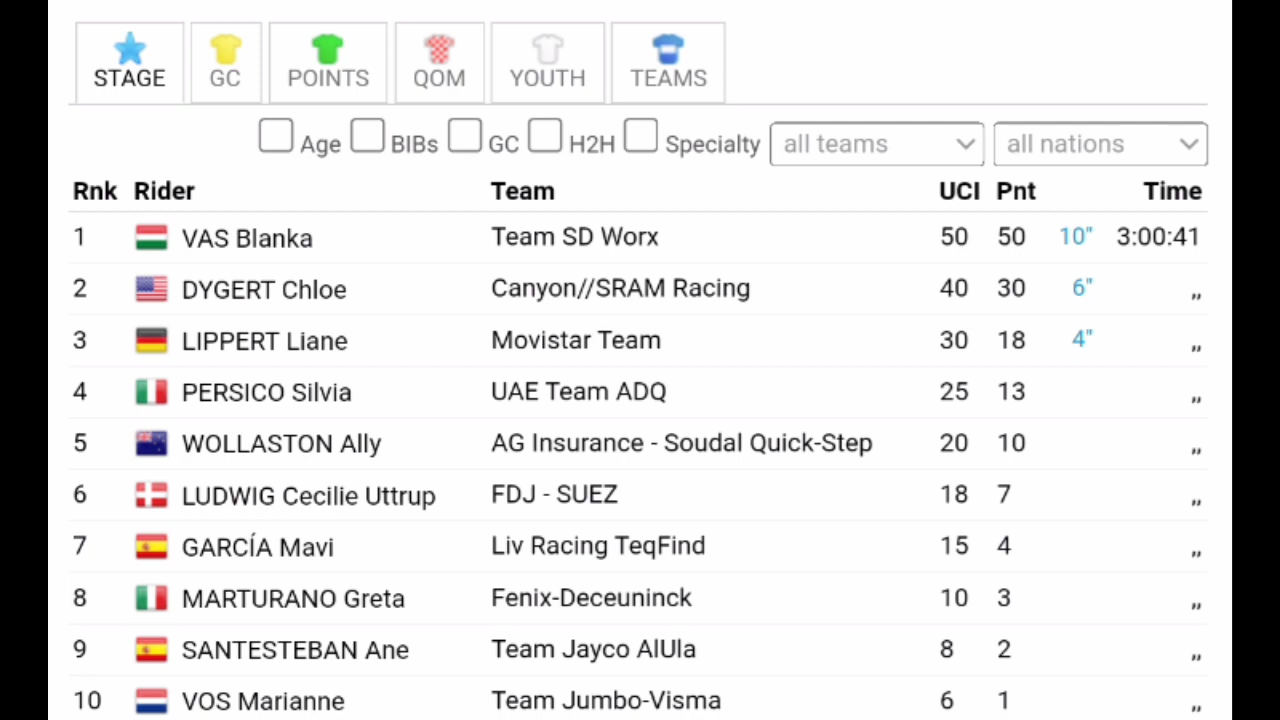 STAGE GC POINTS QOM YOUTH TEAMS
Age BIBs GC H2H Specialty all teams all nations
Rnk Rider Team UCI Pnt Time
1 VAS Blanka Team SD Worx 50 50 10" 3:00:41
2 DYGERT Chloe Canyon//SRAM Racing 40 30 6" ,,
3 LIPPERT Liane Movistar Team 30 18 4" ,,
4 PERSICO Silvia UAE Team ADQ 25 13 ,,
5 WOLLASTON Ally AG Insurance - Soudal Quick-Step 20 10 ,,
6 LUDWIG Cecilie Uttrup FDJ - SUEZ 18 7 ,,
7 GARCÍA Mavi Liv Racing TeqFind 15 4 ,,
8 MARTURANO Greta Fenix-Deceuninck 10 3 ,,
9 SANTESTEBAN Ane Team Jayco AlUla 8 2 ,,
10 VOS Marianne Team Jumbo-Visma 6 1 ,,